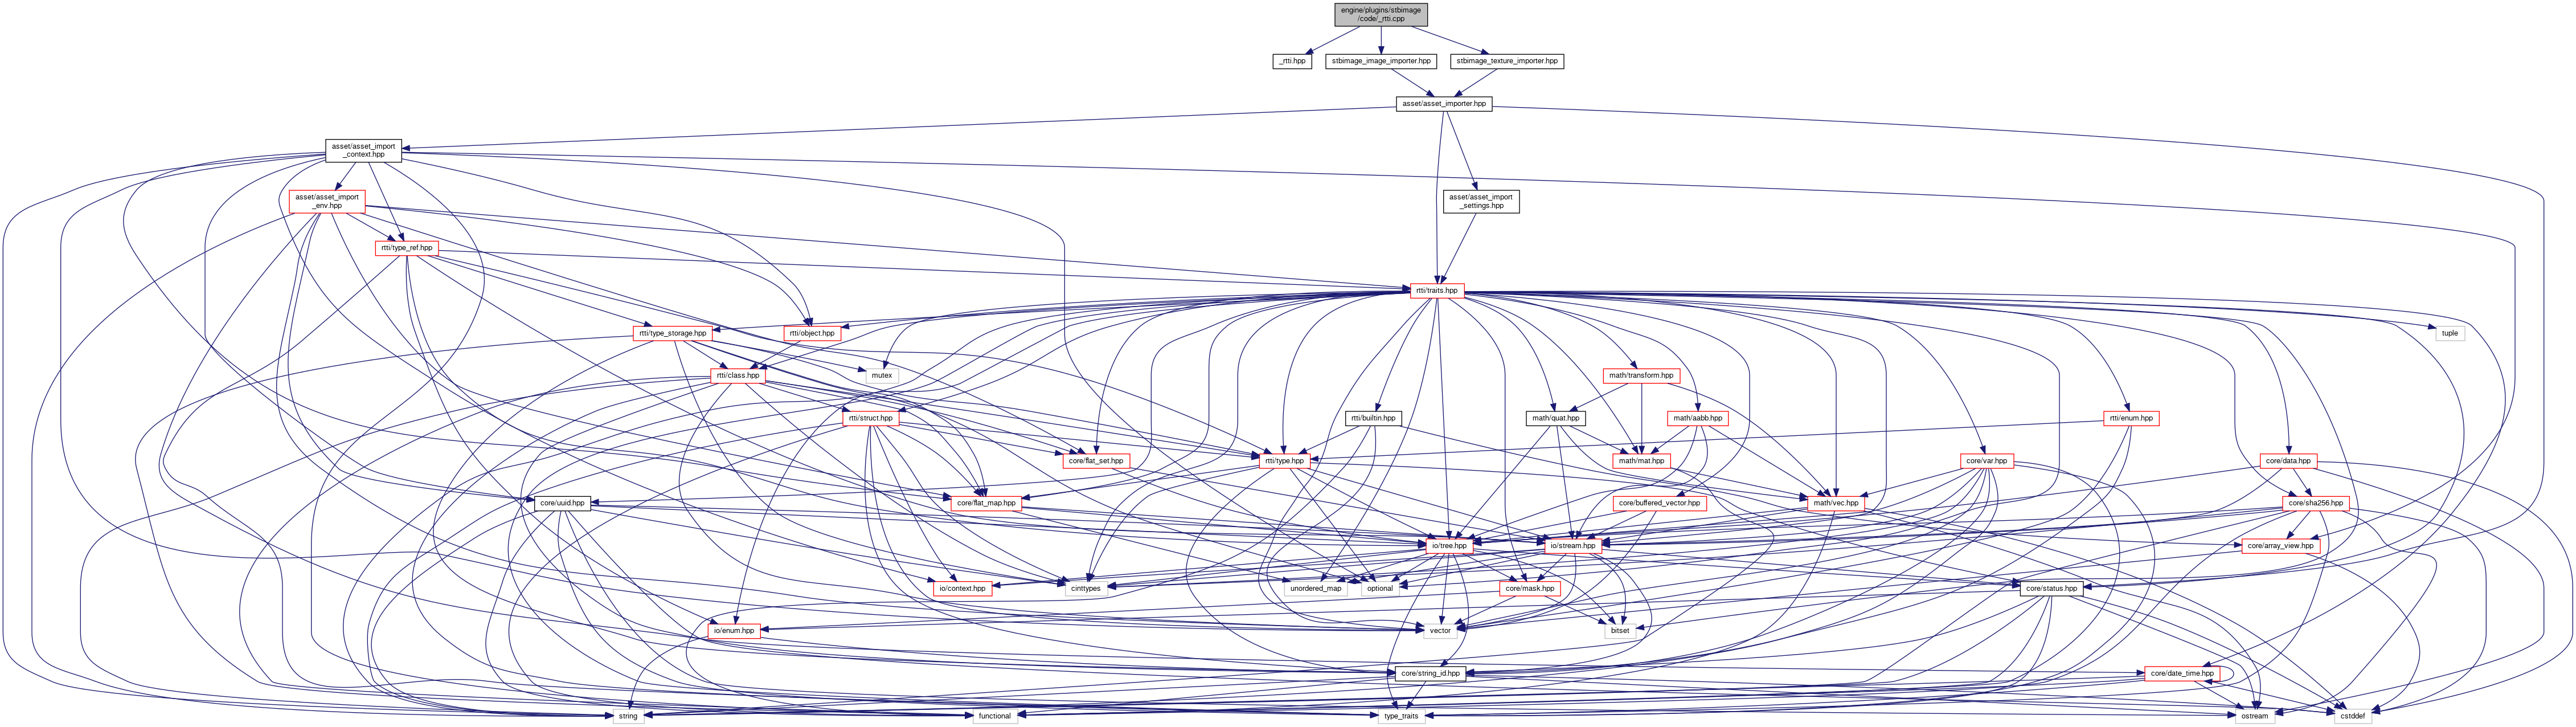 engine/plugins/stbimage
/code/_rtti.cpp
_rtti.hpp
stbimage_image_importer.hpp
stbimage_texture_importer.hpp
asset/asset_importer.hpp
asset/asset_import
_context.hpp
asset/asset_import
_env.hpp
asset/asset_import
_settings.hpp
rtti/type_ref.hpp
rtti/traits.hpp
rtti/type_storage.hpp
rtti/object.hpp
tuple
rtti/class.hpp
mutex
math/transform.hpp
rtti/struct.hpp
rtti/builtin.hpp
math/quat.hpp
math/aabb.hpp
rtti/enum.hpp
core/flat_set.hpp
rtti/type.hpp
math/mat.hpp
core/var.hpp
core/data.hpp
core/uuid.hpp
core/flat_map.hpp
core/buffered_vector.hpp
math/vec.hpp
core/sha256.hpp
io/tree.hpp
io/stream.hpp
core/array_view.hpp
io/context.hpp
cinttypes
unordered_map
optional
core/mask.hpp
core/status.hpp
io/enum.hpp
vector
bitset
core/string_id.hpp
core/date_time.hpp
string
functional
type_traits
ostream
cstddef